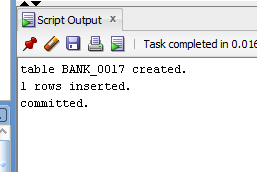 Script Output x
Task completed in 0.016
table BANK_0017 created.
1 rows inserted.
committed.